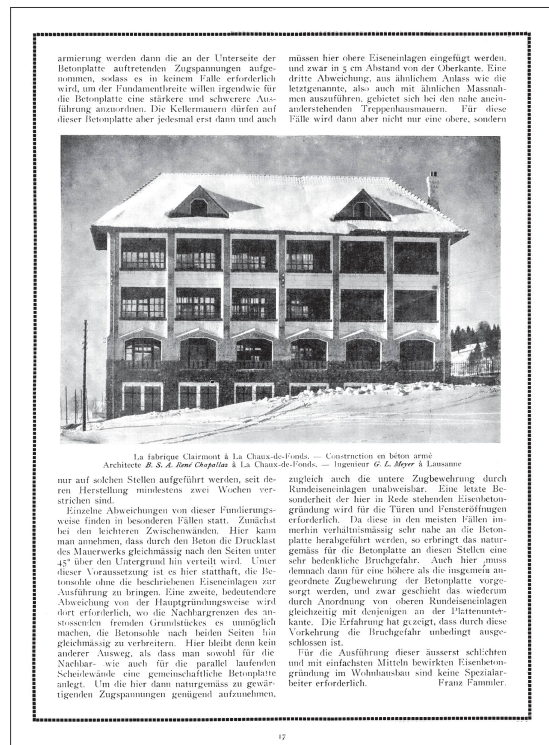 armierung werden dann die an der Unterseite der
Betonplatte auftretenden Zugspannungen aufge-
nommen, sodass es in keinem Falle erforderlich
wird, um der Fundamentbreite willen irgendwie für
die Betonplatte eine stärkere und schwerere Aus-
führung anzuordnen. Die Kellermauern dürfen auf
dieser Betonplatte aber jedesmal erst dann und auch
müssen hier obere Eiseneinlagen eingefügt werden,
und zwar in 5 cm Abstand von der Oberkante. Eine
dritte Abweichung, aus ähnlichem Anlass wie die
letztgenannte, also auch mit ähnlichen Massnah-
men auszuführen, gebietet sich bei den nahe anein-
anderstehenden Treppenhausmauern. Für diese
Fälle wird dann aber nicht nur eine obere, sondern
La fabrique Clairmont à La Chaux-de-Fonds. — Construction en béton armé
Architecte B. S. A. René Chapallaz à La Chaux-de-Fonds. — Ingenieur G. L. Meyer à Lausanne
nur auf solchen Stellen aufgeführt werden, seit de-
ren Herstellung mindestens zwei Wochen ver-
strichen sind.
Einzelne Abweichungen von dieser Fundierungs-
weise finden in besonderen Fällen statt. Zunächst
bei den leichteren Zwischenwänden. Hier kann
man annehmen, dass durch den Beton die Drucklast
des Mauerwerks gleichmässig nach den Seiten unter
45° über den Untergrund hin verteilt wird. Unter
dieser Voraussetzung ist es hier statthaft, die Be-
tonsohle ohne die beschriebenen Eiseneinlagen zur
Ausführung zu bringen. Eine zweite, bedeutendere
Abweichung von der Hauptgründungsweise wird
dort erforderlich, wo die Nachbargrenzen des an-
stossenden fremden Grundstückes es unmöglich
machen, die Betonsohle nach beiden Seiten hin
gleichmässig zu verbreitern. Hier bleibt dem kein
anderer Ausweg, als dass man sowohl für die
Nachbar- wie auch für die parallel laufenden
Scheidewände eine gemeinschaftliche Betonplatte
anlegt. Um die hier dann naturgemäss zu gewär-
tigenden Zugspannungen genügend aufzunehmen,
zugleich auch die untere Zugbewehrung durch
Rundeiseneinlagen unabweisbar. Eine letzte Be-
sonderheit der hier in Rede stehenden Eisenbeton-
gründung wird für die Türen und Fensteröffnungen
erforderlich. Da diese in den meisten Fällen im-
merhin verhältnismässig sehr nahe an die Beton-
platte herabgeführt werden, so erbringt das natur-
gemäss für die Betonplatte an diesen Stellen eine
sehr bedenkliche Bruchgefahr. Auch hier muss
demnach dann für eine höhere als die insgemein an-
geordnete Zugbewehrung der Betonplatte vorge-
sorgt werden, und zwar geschieht das wiederum
durch Anordnung von oberen Rundeiseneinlagen
gleichzeitig mit denjenigen an der Plattenunter-
kante. Die Erfahrung hat gezeigt, dass durch diese
Vorkehrung die Bruchgefahr unbedingt ausge-
schlossen ist.
Für die Ausführung dieser äusserst schlichten
und mit einfachsten Mitteln bewirkten Eisenbeton-
gründung im Wohnhausbau sind keine Spezialar-
beiter erforderlich. Franz Fammler.
17